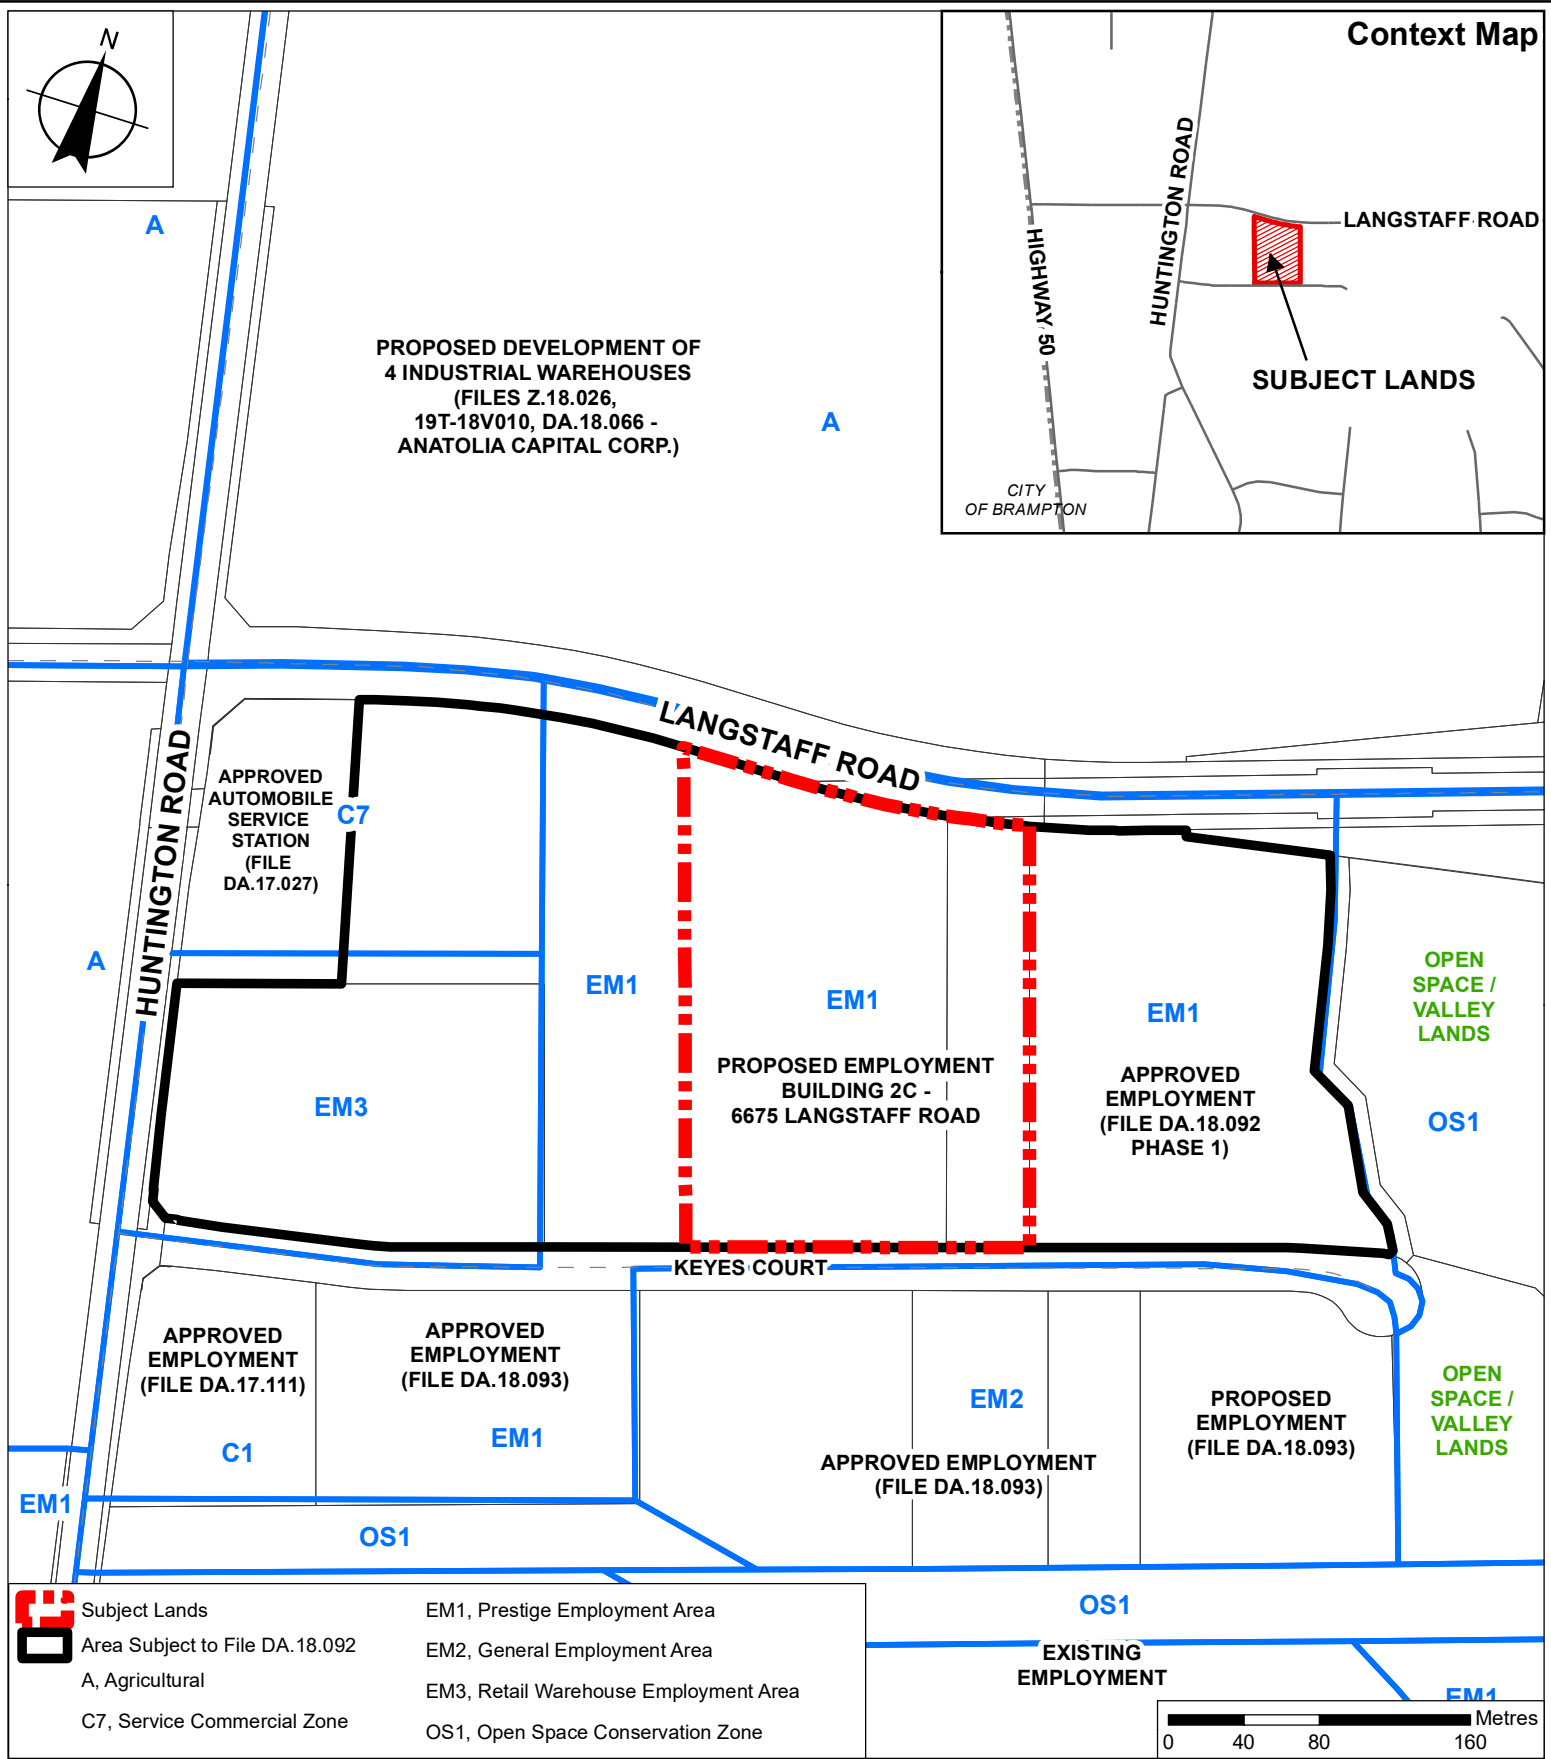 N
Context Map
HUNTINGTON ROAD
LANGSTAFF ROAD
HIGHWAY 50
SUBJECT LANDS
CITY
OF BRAMPTON
A
PROPOSED DEVELOPMENT OF
4 INDUSTRIAL WAREHOUSES
(FILES Z.18.026,
19T-18V010, DA.18.066 -
ANATOLIA CAPITAL CORP.)
A
LANGSTAFF ROAD
HUNTINGTON ROAD
APPROVED
AUTOMOBILE
SERVICE
STATION
(FILE
DA.17.027)
C7
A
EM1
EM1
EM1
OPEN
SPACE /
VALLEY
LANDS
PROPOSED EMPLOYMENT
BUILDING 2C -
6675 LANGSTAFF ROAD
APPROVED
EMPLOYMENT
(FILE DA.18.092
PHASE 1)
EM3
OS1
KEYES COURT
APPROVED
EMPLOYMENT
(FILE DA.17.111)
APPROVED
EMPLOYMENT
(FILE DA.18.093)
C1
EM1
EM2
APPROVED EMPLOYMENT
(FILE DA.18.093)
PROPOSED
EMPLOYMENT
(FILE DA.18.093)
OPEN
SPACE /
VALLEY
LANDS
EM1
OS1
OS1
EXISTING
EMPLOYMENT
EM1
Subject Lands
Area Subject to File DA.18.092
A, Agricultural
C7, Service Commercial Zone
EM1, Prestige Employment Area
EM2, General Employment Area
EM3, Retail Warehouse Employment Area
OS1, Open Space Conservation Zone
Metres
0 40 80 160